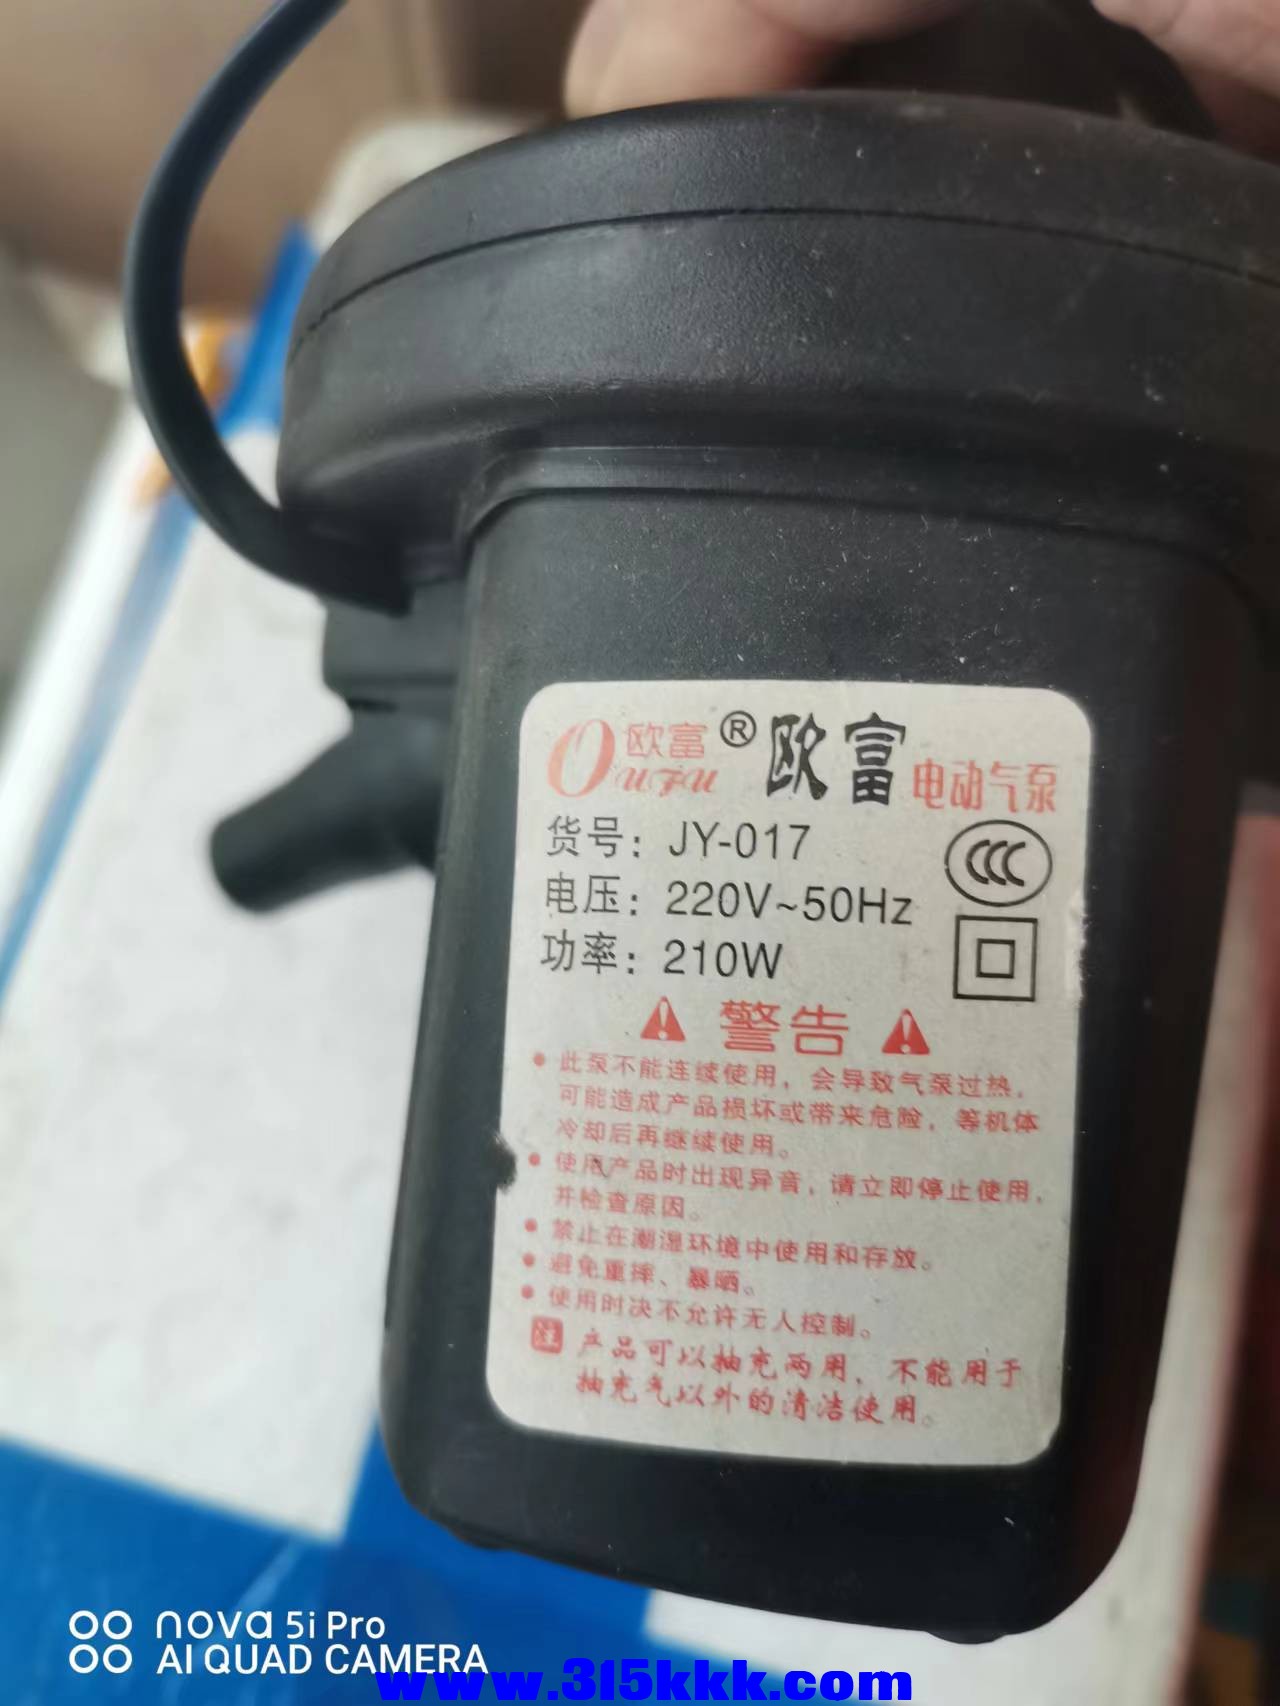 欧富 Oufu ® 欧富 电动气泵
货号：JY-017
CCC
电压：220V~50Hz
功率：210W
警告
• 此泵不能连续使用，会导致气泵过热，
可能造成产品损坏或带来危险，等机体
冷却后再继续使用。
• 使用产品时出现异音，请立即停止使用，
并检查原因。
• 禁止在潮湿环境中使用和存放。
• 避免重摔、暴晒。
• 使用时决不允许无人控制。
注 产品可以抽充两用，不能用于
抽充气以外的清洁使用。
nova 5i Pro
AI QUAD CAMERA
www.315kkk.com